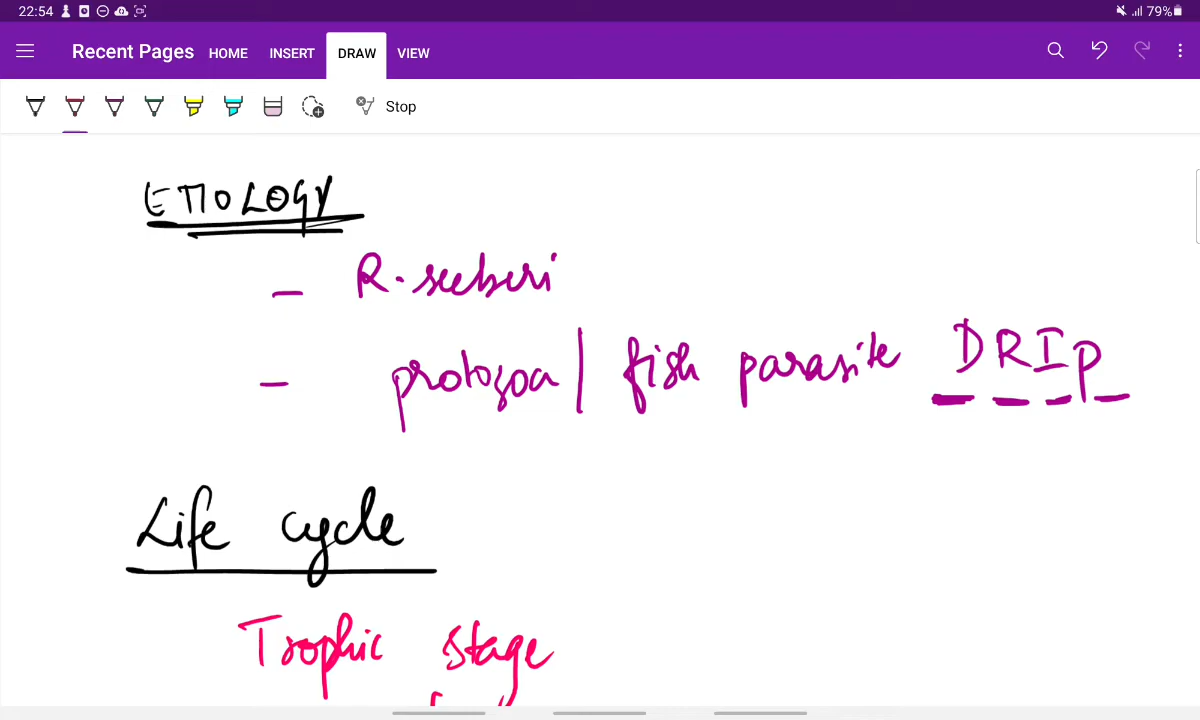 22:54 79%
Recent Pages HOME INSERT DRAW VIEW
Stop
ETIOLOGY
- R. seeberi
- protozoa | fish parasite DRIP
Life cycle
Trophic stage